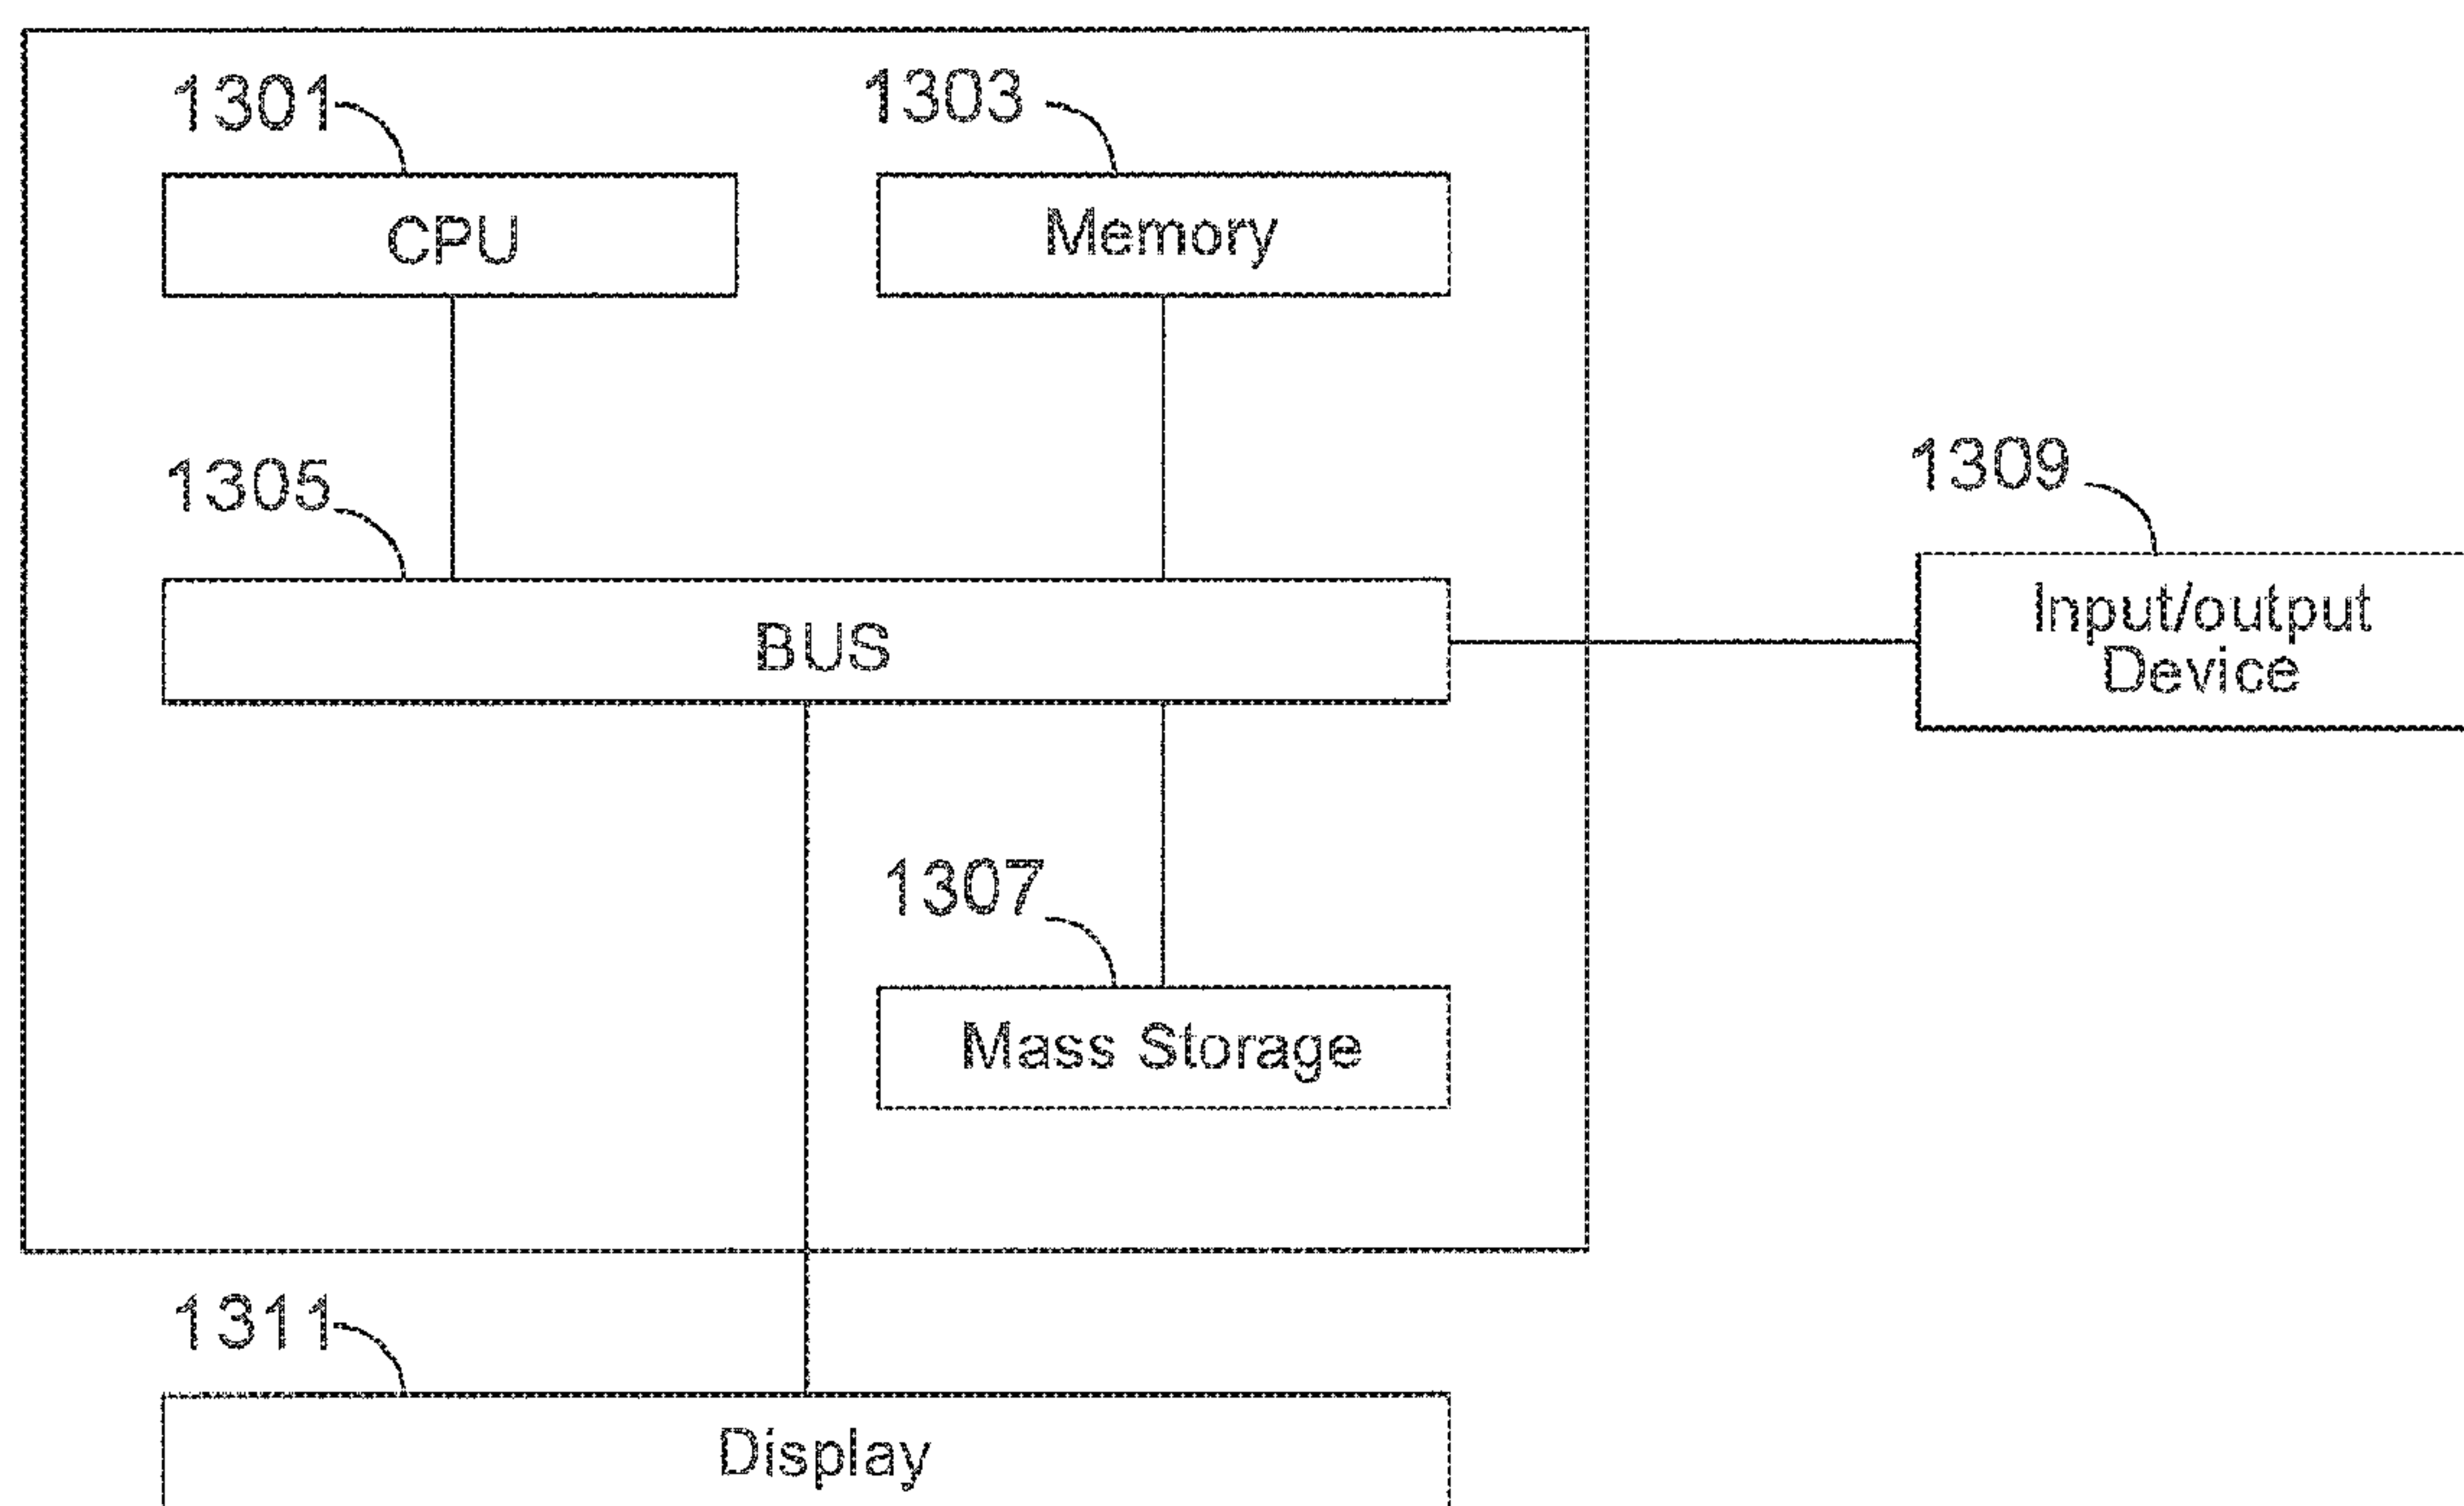 1301
1303
CPU
Memory
1305
1309
BUS
Input/output
Device
1307
Mass Storage
1311
Display